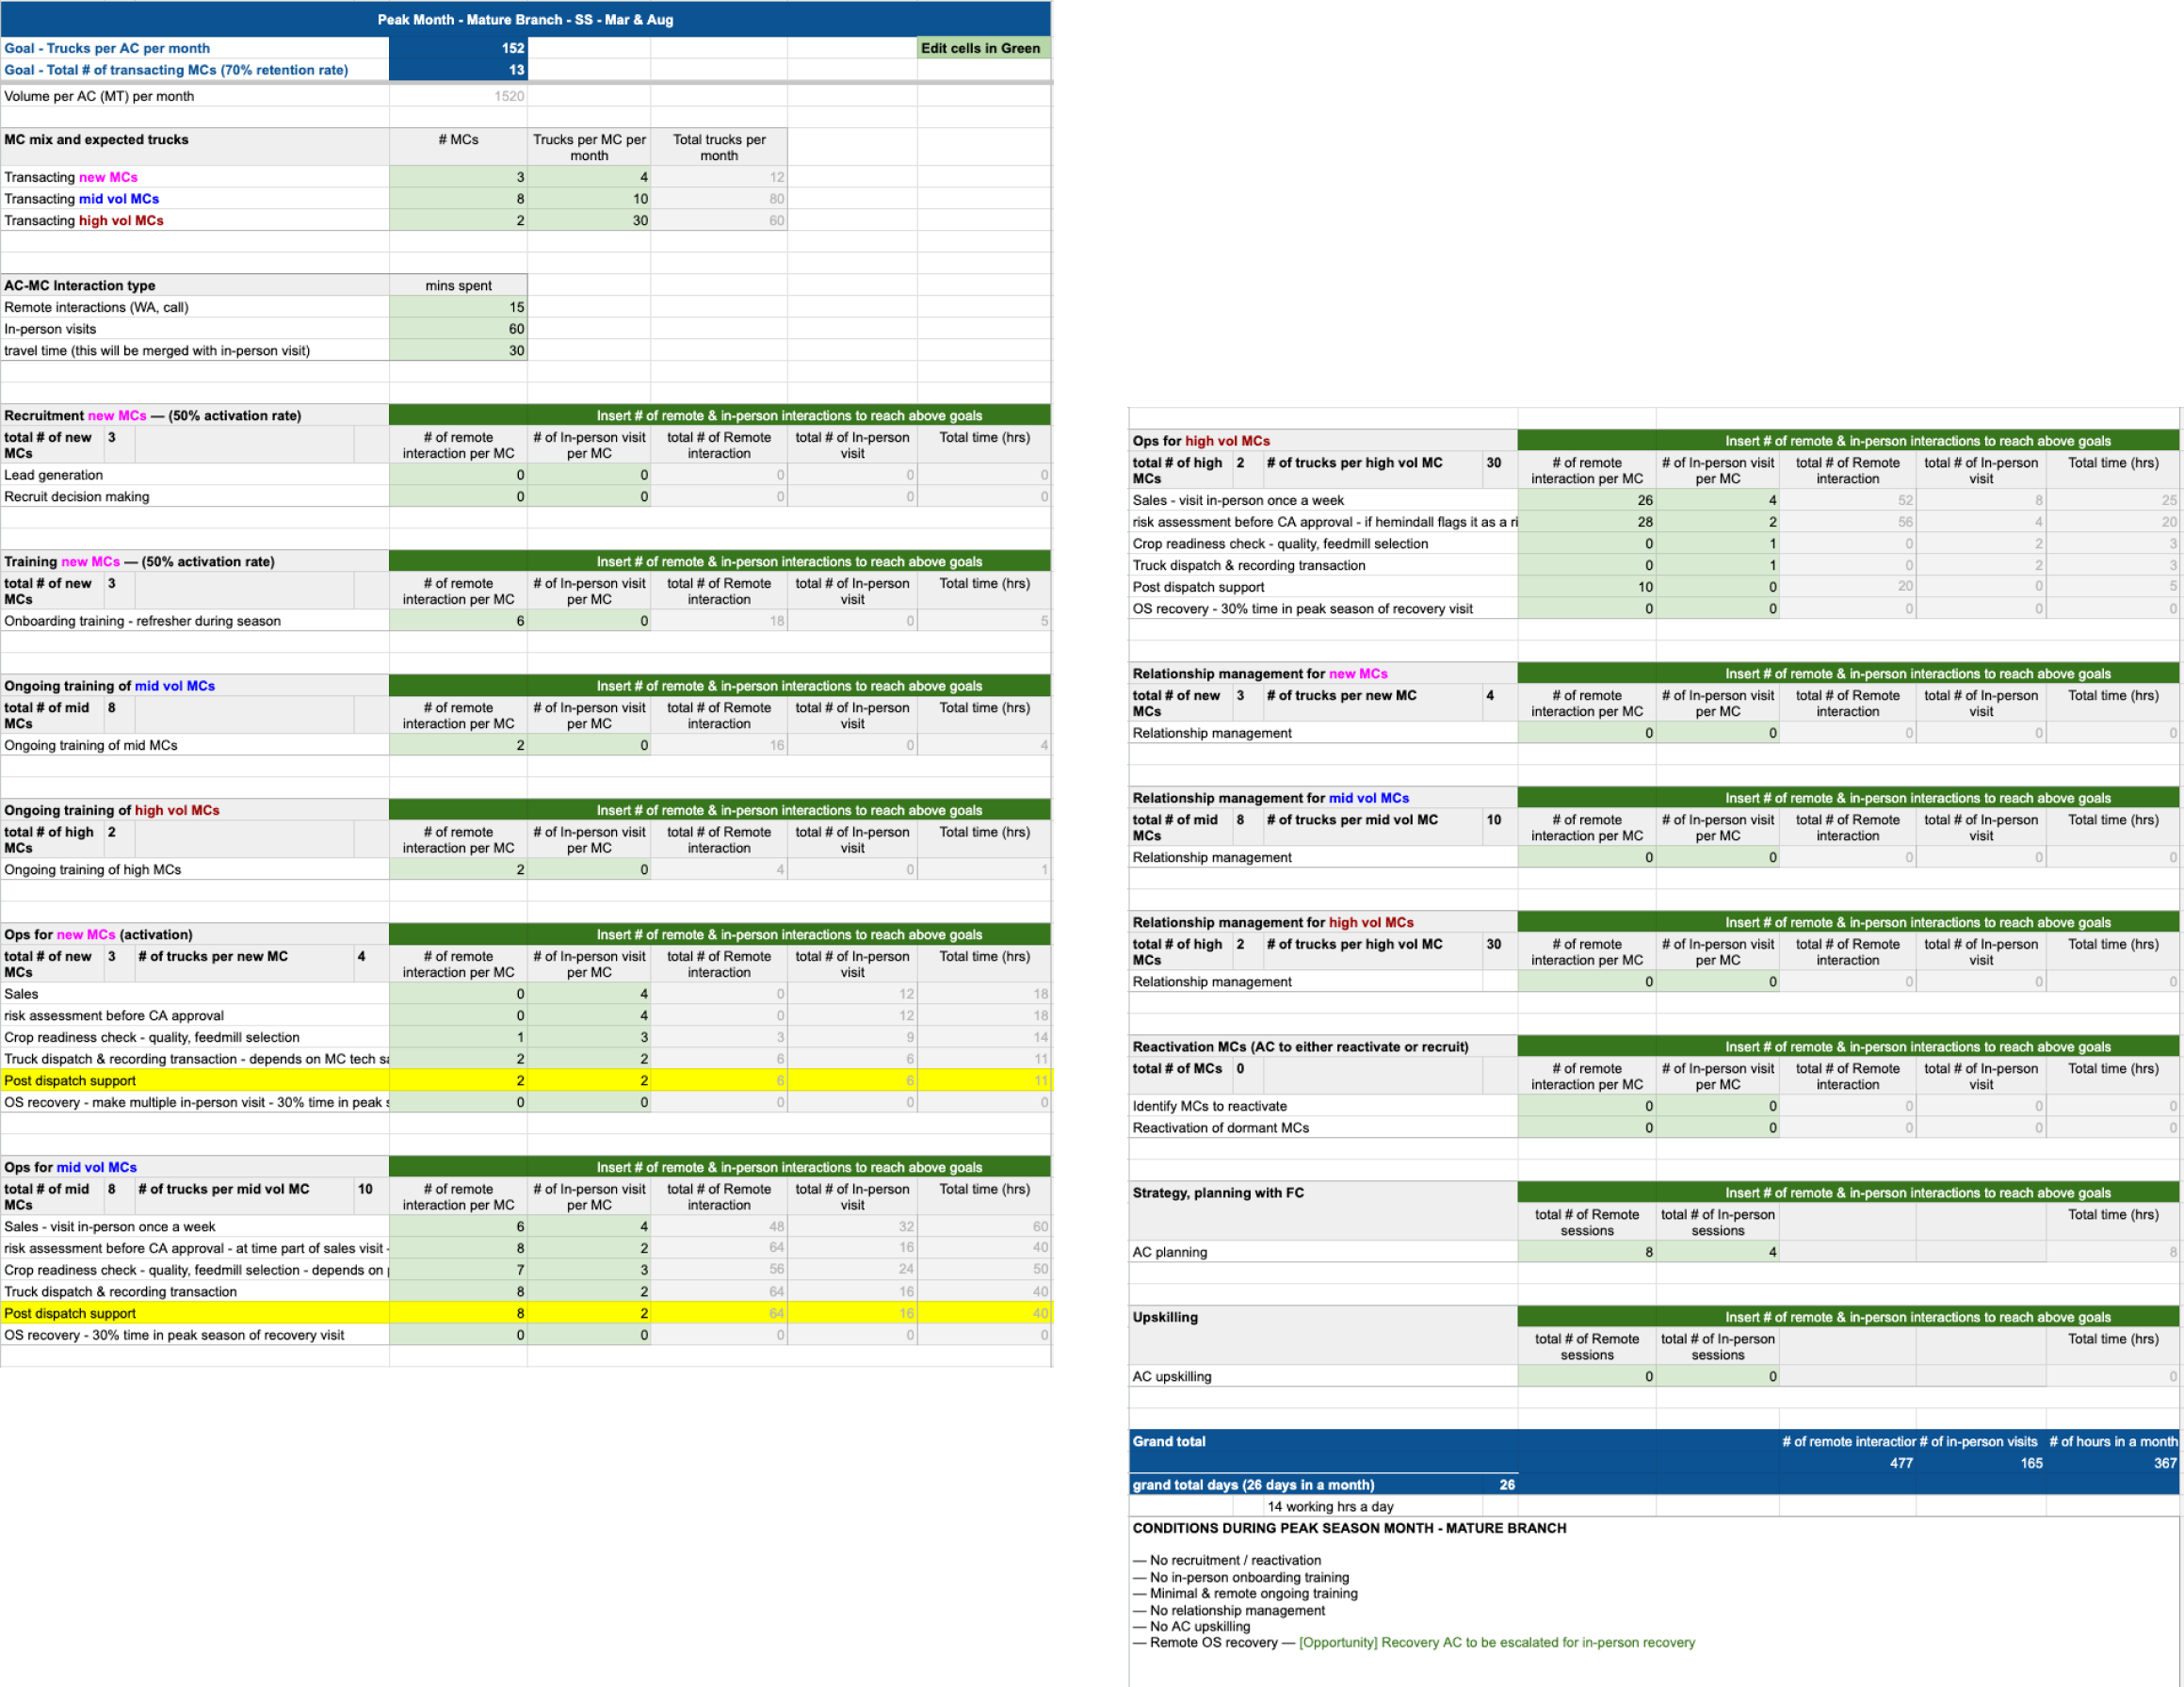 Peak Month - Mature Branch - SS - Mar & Aug
Goal - Trucks per AC per month 152 Edit cells in Green
Goal - Total # of transacting MCs (70% retention rate) 13
Volume per AC (MT) per month 1520
MC mix and expected trucks # MCs Trucks per MC per month Total trucks per month
Transacting new MCs 3 4 12
Transacting mid vol MCs 8 10 80
Transacting high vol MCs 2 30 60
AC-MC Interaction type mins spent
Remote interactions (WA, call) 15
In-person visits 60
travel time (this will be merged with in-person visit) 30
Recruitment new MCs — (50% activation rate) Insert # of remote & in-person interactions to reach above goals
total # of new MCs 3 # of remote interaction per MC # of In-person visit per MC total # of Remote interaction total # of In-person visit Total time (hrs)
Lead generation 0 0 0 0 0
Recruit decision making 0 0 0 0 0
Training new MCs — (50% activation rate) Insert # of remote & in-person interactions to reach above goals
total # of new MCs 3 # of remote interaction per MC # of In-person visit per MC total # of Remote interaction total # of In-person visit Total time (hrs)
Onboarding training - refresher during season 6 0 18 0 5
Ongoing training of mid vol MCs Insert # of remote & in-person interactions to reach above goals
total # of mid MCs 8 # of remote interaction per MC # of In-person visit per MC total # of Remote interaction total # of In-person visit Total time (hrs)
Ongoing training of mid MCs 2 0 16 0 4
Ongoing training of high vol MCs Insert # of remote & in-person interactions to reach above goals
total # of high MCs 2 # of remote interaction per MC # of In-person visit per MC total # of Remote interaction total # of In-person visit Total time (hrs)
Ongoing training of high MCs 2 0 4 0 1
Ops for new MCs (activation) Insert # of remote & in-person interactions to reach above goals
total # of new MCs 3 # of trucks per new MC 4 # of remote interaction per MC # of In-person visit per MC total # of Remote interaction total # of In-person visit Total time (hrs)
Sales 0 4 0 12 18
risk assessment before CA approval 0 4 0 12 18
Crop readiness check - quality, feedmill selection 1 3 3 9 14
Truck dispatch & recording transaction - depends on MC tech sa 2 2 6 6 11
Post dispatch support 2 2 6 6 11
OS recovery - make multiple in-person visit - 30% time in peak s 0 0 0 0 0
Ops for mid vol MCs Insert # of remote & in-person interactions to reach above goals
total # of mid MCs 8 # of trucks per mid vol MC 10 # of remote interaction per MC # of In-person visit per MC total # of Remote interaction total # of In-person visit Total time (hrs)
Sales - visit in-person once a week 6 4 48 32 60
risk assessment before CA approval - at time part of sales visit - 8 2 64 16 40
Crop readiness check - quality, feedmill selection - depends on p 7 3 56 24 50
Truck dispatch & recording transaction 8 2 64 16 40
Post dispatch support 8 2 64 16 40
OS recovery - 30% time in peak season of recovery visit 0 0 0 0 0
Ops for high vol MCs Insert # of remote & in-person interactions to reach above goals
total # of high MCs 2 # of trucks per high vol MC 30 # of remote interaction per MC # of In-person visit per MC total # of Remote interaction total # of In-person visit Total time (hrs)
Sales - visit in-person once a week 26 4 52 8 25
risk assessment before CA approval - if hemindall flags it as a ri 28 2 56 4 20
Crop readiness check - quality, feedmill selection 0 1 0 2 3
Truck dispatch & recording transaction 0 1 0 2 3
Post dispatch support 10 0 20 0 5
OS recovery - 30% time in peak season of recovery visit 0 0 0 0 0
Relationship management for new MCs Insert # of remote & in-person interactions to reach above goals
total # of new MCs 3 # of trucks per new MC 4 # of remote interaction per MC # of In-person visit per MC total # of Remote interaction total # of In-person visit Total time (hrs)
Relationship management 0 0 0 0 0
Relationship management for mid vol MCs Insert # of remote & in-person interactions to reach above goals
total # of mid MCs 8 # of trucks per mid vol MC 10 # of remote interaction per MC # of In-person visit per MC total # of Remote interaction total # of In-person visit Total time (hrs)
Relationship management 0 0 0 0 0
Relationship management for high vol MCs Insert # of remote & in-person interactions to reach above goals
total # of high MCs 2 # of trucks per high vol MC 30 # of remote interaction per MC # of In-person visit per MC total # of Remote interaction total # of In-person visit Total time (hrs)
Relationship management 0 0 0 0 0
Reactivation MCs (AC to either reactivate or recruit) Insert # of remote & in-person interactions to reach above goals
total # of MCs 0 # of remote interaction per MC # of In-person visit per MC total # of Remote interaction total # of In-person visit Total time (hrs)
Identify MCs to reactivate 0 0 0 0 0
Reactivation of dormant MCs 0 0 0 0 0
Strategy, planning with FC Insert # of remote & in-person interactions to reach above goals
total # of Remote sessions total # of In-person sessions Total time (hrs)
AC planning 8 4 8
Upskilling Insert # of remote & in-person interactions to reach above goals
total # of Remote sessions total # of In-person sessions Total time (hrs)
AC upskilling 0 0 0
Grand total # of remote interactior # of in-person visits # of hours in a month
477 165 367
grand total days (26 days in a month) 26
14 working hrs a day
CONDITIONS DURING PEAK SEASON MONTH - MATURE BRANCH
— No recruitment / reactivation
— No in-person onboarding training
— Minimal & remote ongoing training
— No relationship management
— No AC upskilling
— Remote OS recovery — [Opportunity] Recovery AC to be escalated for in-person recovery